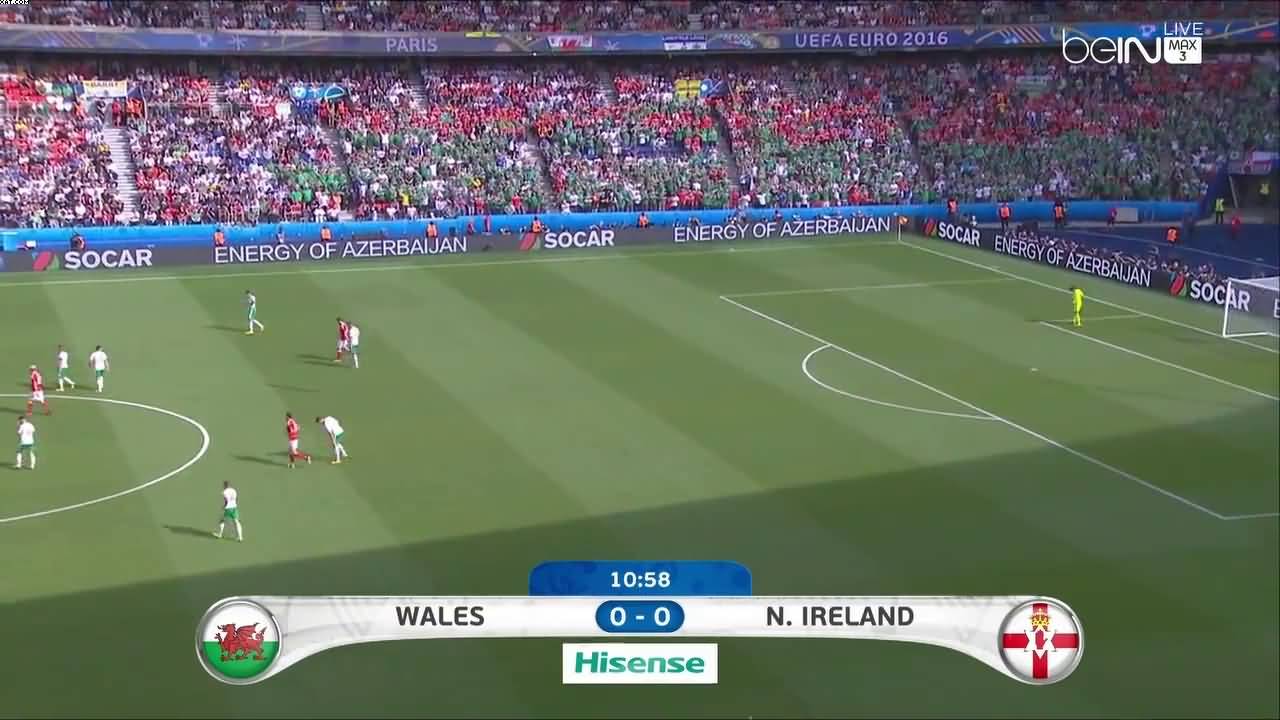 PARIS
UEFA EURO 2016
LIVE
beIN MAX 3
SOCAR
ENERGY OF AZERBAIJAN
SOCAR
ENERGY OF AZERBAIJAN
SOCAR
ENERGY OF AZERBAIJAN
SOCAR
10:58
WALES 0 - 0 N. IRELAND
Hisense